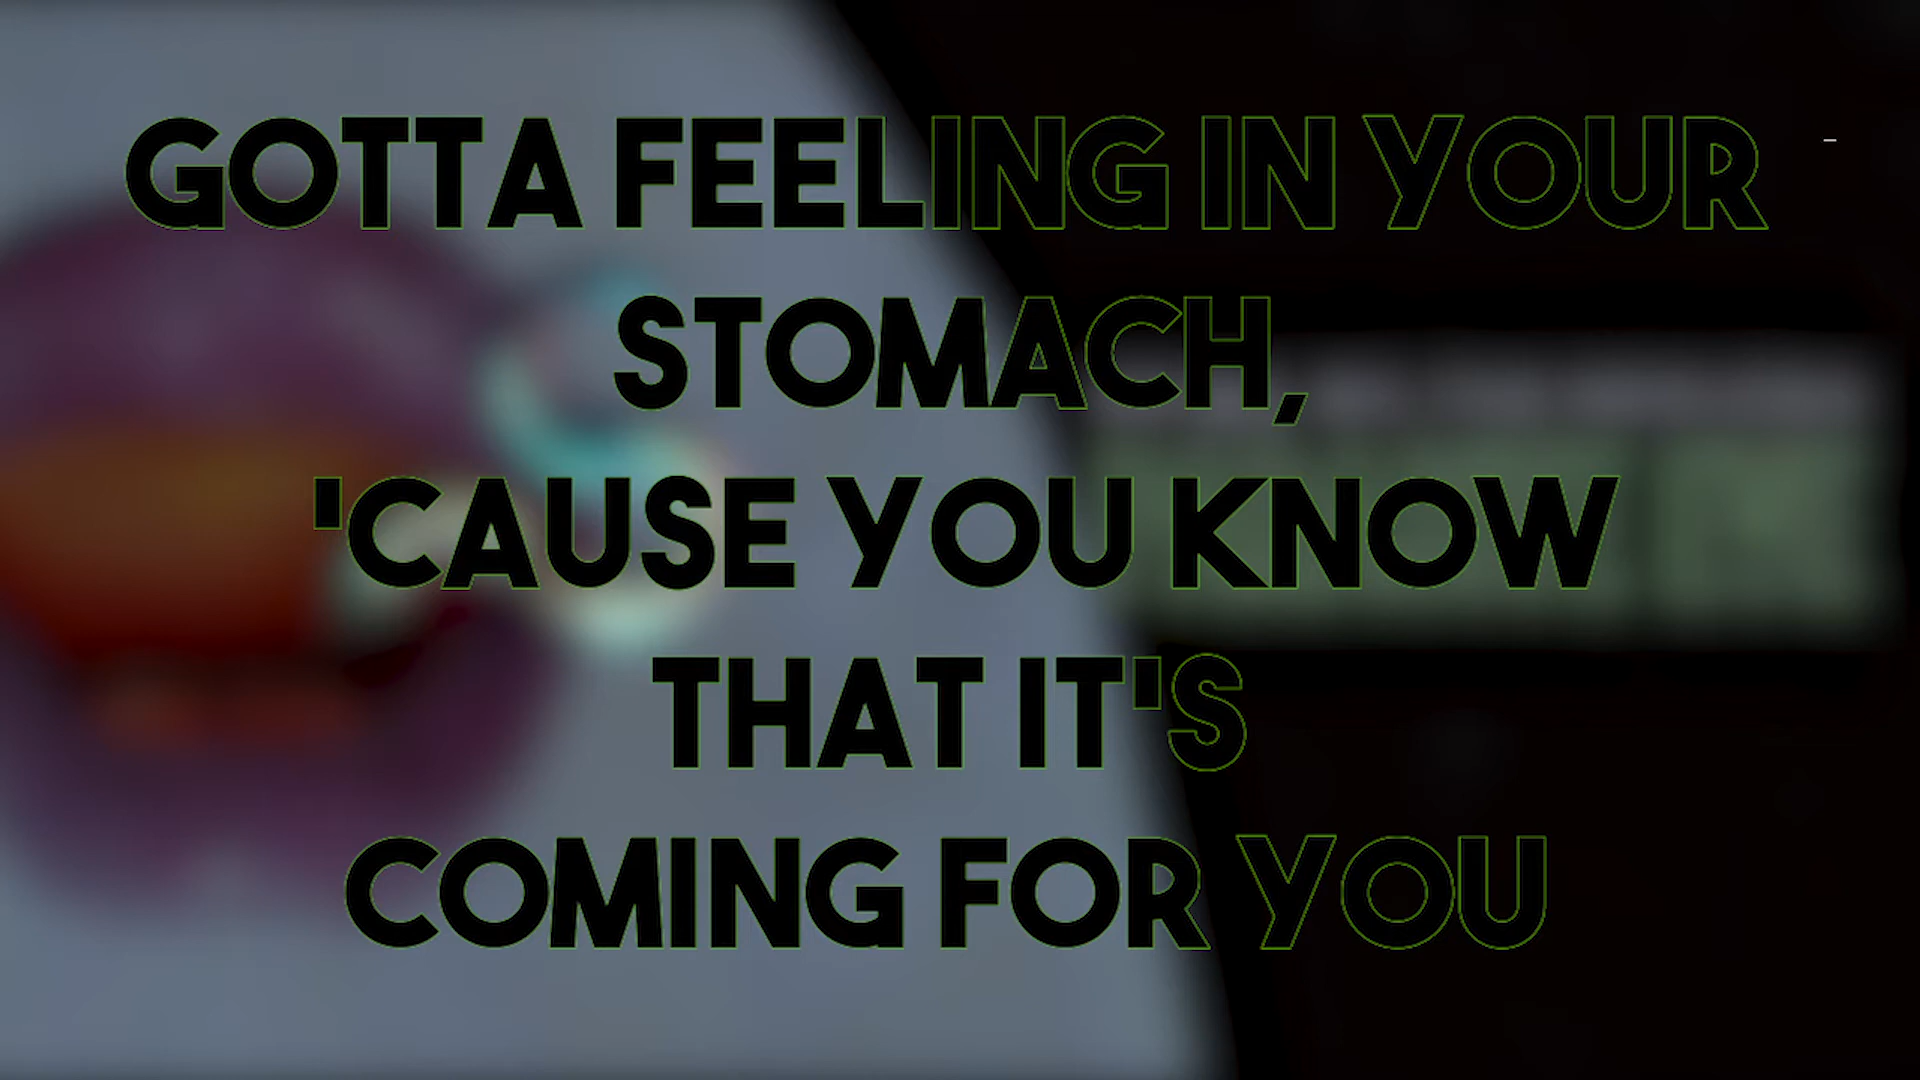 GOTTA FEELING IN YOUR
STOMACH,
'CAUSE YOU KNOW
THAT IT'S
COMING FOR YOU